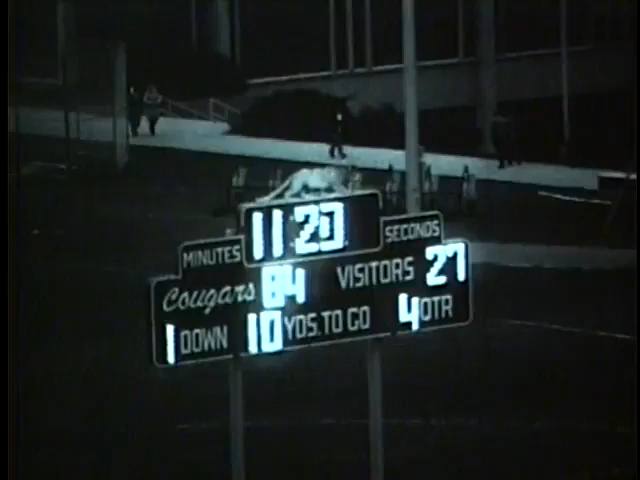 MINUTES 11:20 SECONDS
Cougars 84 VISITORS 27
1 DOWN 10 YDS. TO GO 4 QTR